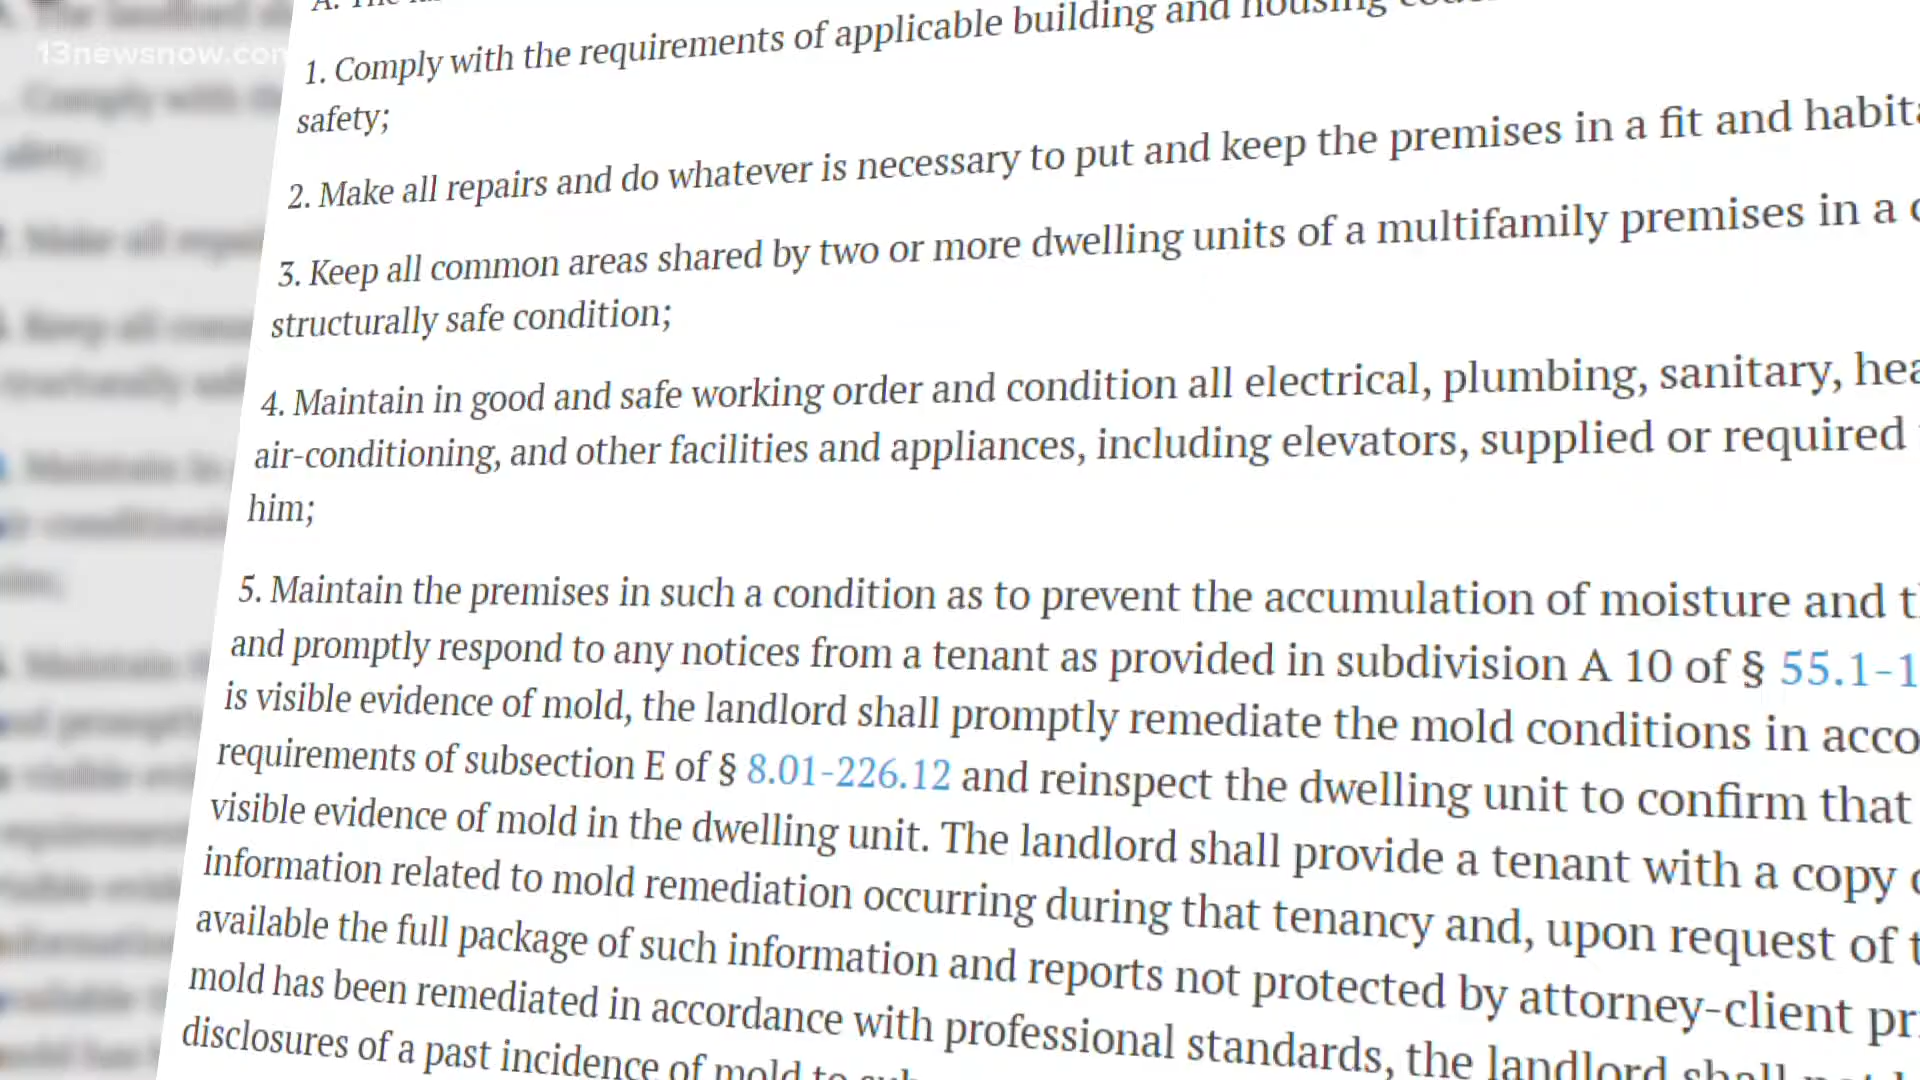 13newsnow.com
1. Comply with the requirements of applicable building and housing
safety;
2. Make all repairs and do whatever is necessary to put and keep the premises in a fit and
3. Keep all common areas shared by two or more dwelling units of a multifamily premises in a
structurally safe condition;
4. Maintain in good and safe working order and condition all electrical, plumbing, sanitary,
air-conditioning, and other facilities and appliances, including elevators, supplied or required
him;
5. Maintain the premises in such a condition as to prevent the accumulation of moisture and
and promptly respond to any notices from a tenant as provided in subdivision A 10 of § 55.1-1
is visible evidence of mold, the landlord shall promptly remediate the mold conditions in
requirements of subsection E of § 8.01-226.12 and reinspect the dwelling unit to confirm that
visible evidence of mold in the dwelling unit. The landlord shall provide a tenant with a copy
information related to mold remediation occurring during that tenancy and, upon request of
available the full package of such information and reports not protected by attorney-client
mold has been remediated in accordance with professional standards, the landlord shall
disclosures of a past incidence of mold to